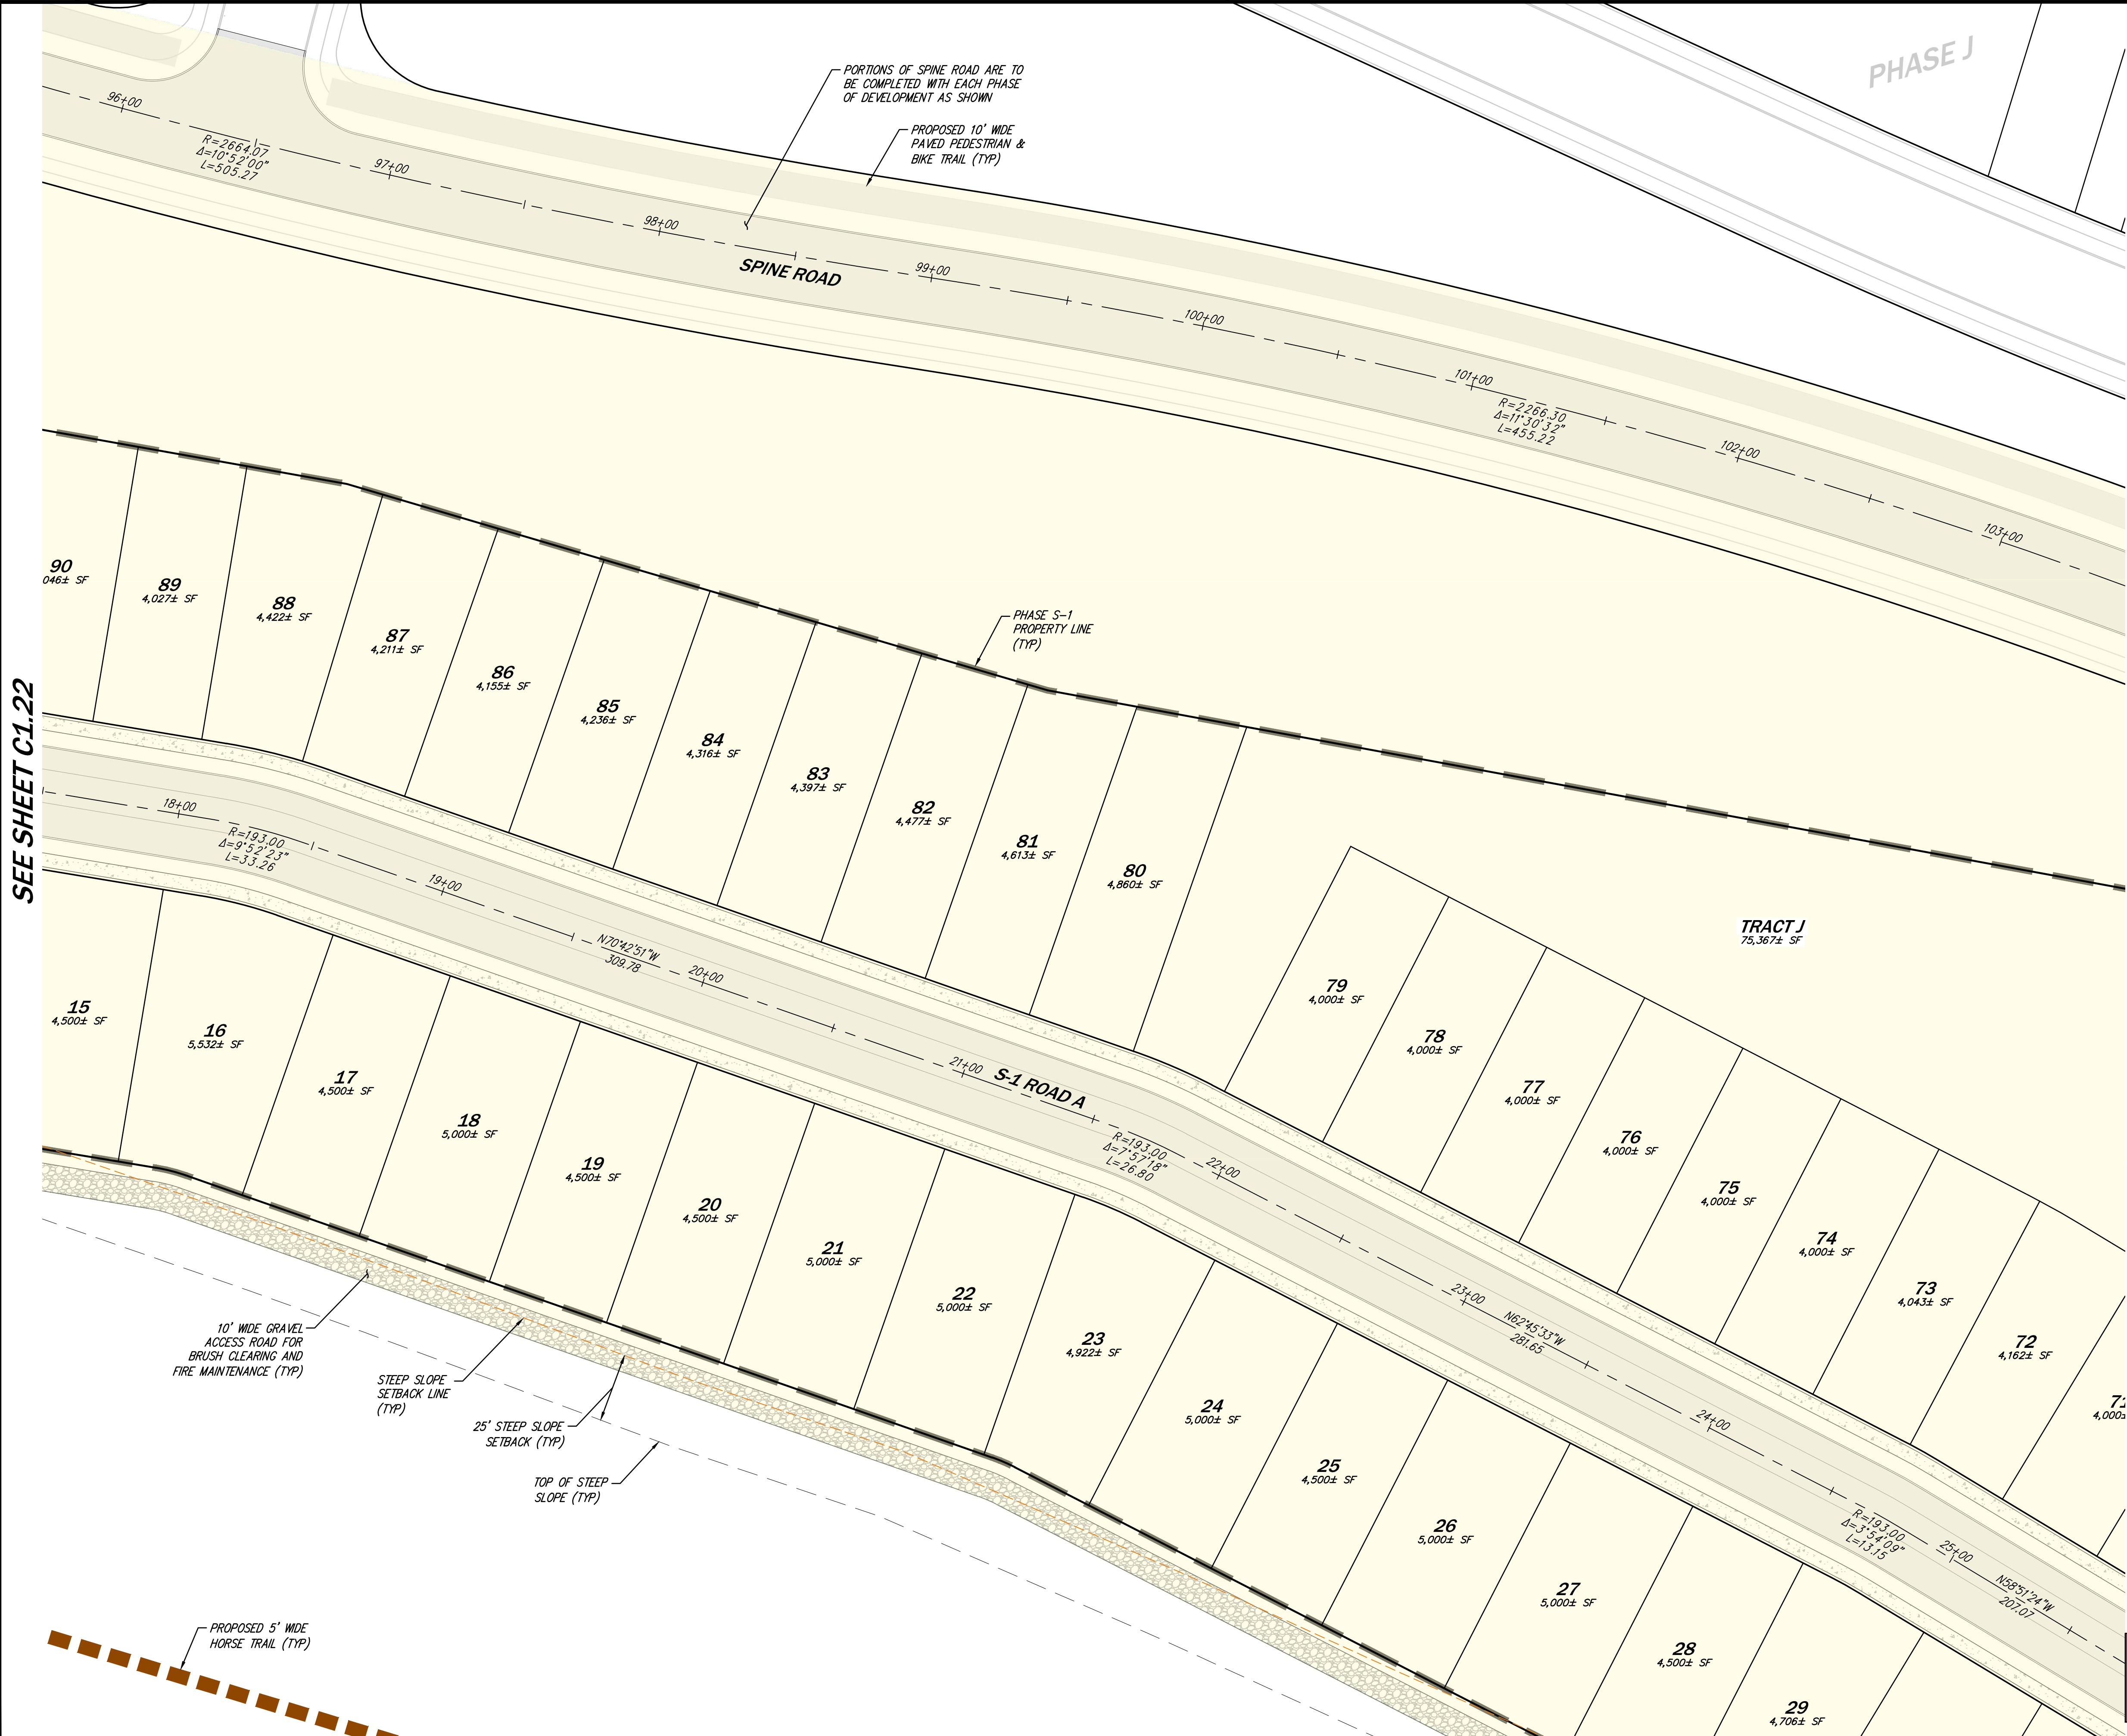 PHASE J
PORTIONS OF SPINE ROAD ARE TO
BE COMPLETED WITH EACH PHASE
OF DEVELOPMENT AS SHOWN
PROPOSED 10' WIDE
PAVED PEDESTRIAN &
BIKE TRAIL (TYP)
96+00
R=2664.07
Δ=10°52'00"
L=505.27
97+00
98+00
SPINE ROAD
99+00
100+00
101+00
R=2266.30
Δ=11°30'32"
L=455.22
102+00
103+00
PHASE S-1
PROPERTY LINE
(TYP)
SEE SHEET C1.22
90
046± SF
89
4,027± SF
88
4,422± SF
87
4,211± SF
86
4,155± SF
85
4,236± SF
84
4,316± SF
83
4,397± SF
82
4,477± SF
81
4,613± SF
80
4,860± SF
TRACT J
75,367± SF
79
4,000± SF
78
4,000± SF
77
4,000± SF
76
4,000± SF
75
4,000± SF
74
4,000± SF
73
4,043± SF
72
4,162± SF
71
4,000±
18+00
R=193.00
Δ=9°52'23"
L=33.26
19+00
N70°42'51"W
309.78
20+00
21+00
S-1 ROAD A
R=193.00
Δ=7°57'18"
L=26.80
22+00
23+00
N62°45'33"W
281.65
24+00
R=193.00
Δ=3°54'09"
L=13.15
25+00
N58°51'24"W
207.07
15
4,500± SF
16
5,532± SF
17
4,500± SF
18
5,000± SF
19
4,500± SF
20
4,500± SF
21
5,000± SF
22
5,000± SF
23
4,922± SF
24
5,000± SF
25
4,500± SF
26
5,000± SF
27
5,000± SF
28
4,500± SF
29
4,706± SF
10' WIDE GRAVEL
ACCESS ROAD FOR
BRUSH CLEARING AND
FIRE MAINTENANCE (TYP)
STEEP SLOPE
SETBACK LINE
(TYP)
25' STEEP SLOPE
SETBACK (TYP)
TOP OF STEEP
SLOPE (TYP)
PROPOSED 5' WIDE
HORSE TRAIL (TYP)